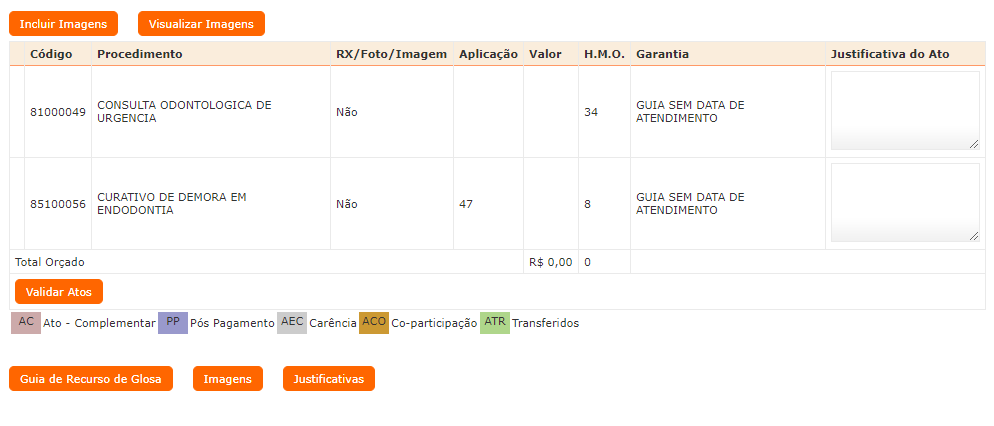 Incluir Imagens Visualizar Imagens
Código Procedimento RX/Foto/Imagem Aplicação Valor H.M.O. Garantia Justificativa do Ato
81000049 CONSULTA ODONTOLOGICA DE URGENCIA Não 34 GUIA SEM DATA DE ATENDIMENTO
85100056 CURATIVO DE DEMORA EM ENDODONTIA Não 47 8 GUIA SEM DATA DE ATENDIMENTO
Total Orçado R$ 0,00 0
Validar Atos
AC Ato - Complementar PP Pós Pagamento AEC Carência ACO Co-participação ATR Transferidos
Guia de Recurso de Glosa Imagens Justificativas